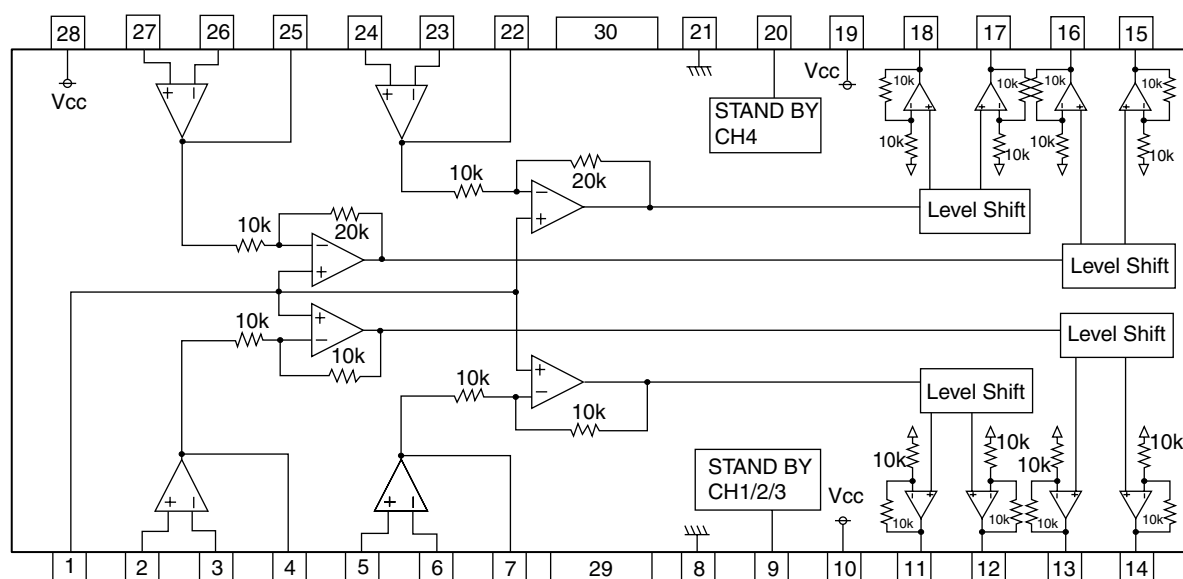 28 27 26 25 24 23 22 30 21 20 19 18 17 16 15
Vcc
+ −
+ −
STAND BY
CH4
Vcc
10k 10k 10k 10k
− + + − − + + −
10k 10k 10k 10k
10k 20k
−
+
Level Shift
10k 20k
−
+
Level Shift
+
−
10k 10k
Level Shift
10k
+
−
10k
Level Shift
+ −
+ −
STAND BY
CH1/2/3
Vcc
10k 10k 10k 10k
− + + − − + + −
10k 10k 10k 10k
1 2 3 4 5 6 7 29 8 9 10 11 12 13 14